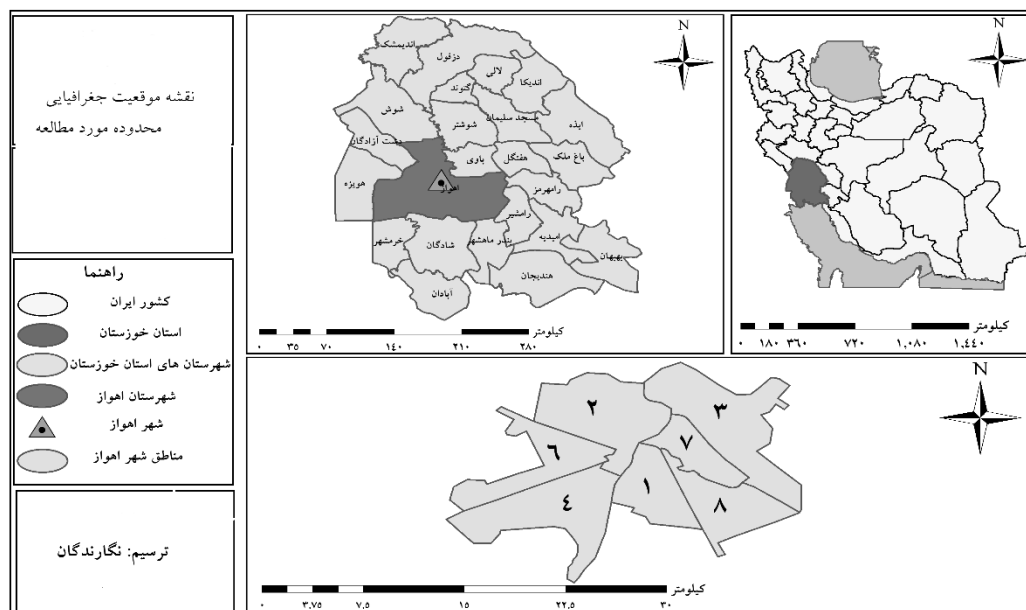 نقشه موقعیت جغرافیایی
محدوده مورد مطالعه
راهنما
کشور ایران
استان خوزستان
شهرستان های استان خوزستان
شهرستان اهواز
شهر اهواز
مناطق شهر اهواز
ترسیم: نگارندگان
N
اندیمشک
دزفول
لالی
اندیکا
گتوند
شوش
شوشتر
مسجد سلیمان
ایذه
دشت آزادگان
باوی
هفتگل
باغ ملک
هویزه
اهواز
رامهرمز
رامشیر
خرمشهر
شادگان
بندر ماهشهر
امیدیه
بهبهان
هندیجان
آبادان
کیلومتر
۰ ۳۵ ۷۰ ۱۴۰ ۲۱۰ ۲۸۰
N
کیلومتر
۰ ۱۸۰ ۳۶۰ ۷۲۰ ۱,۰۸۰ ۱,۴۴۰
N
۲
۳
۶
۷
۱
۴
۸
کیلومتر
۰ ۳,۷۵ ۷,۵ ۱۵ ۲۲,۵ ۳۰